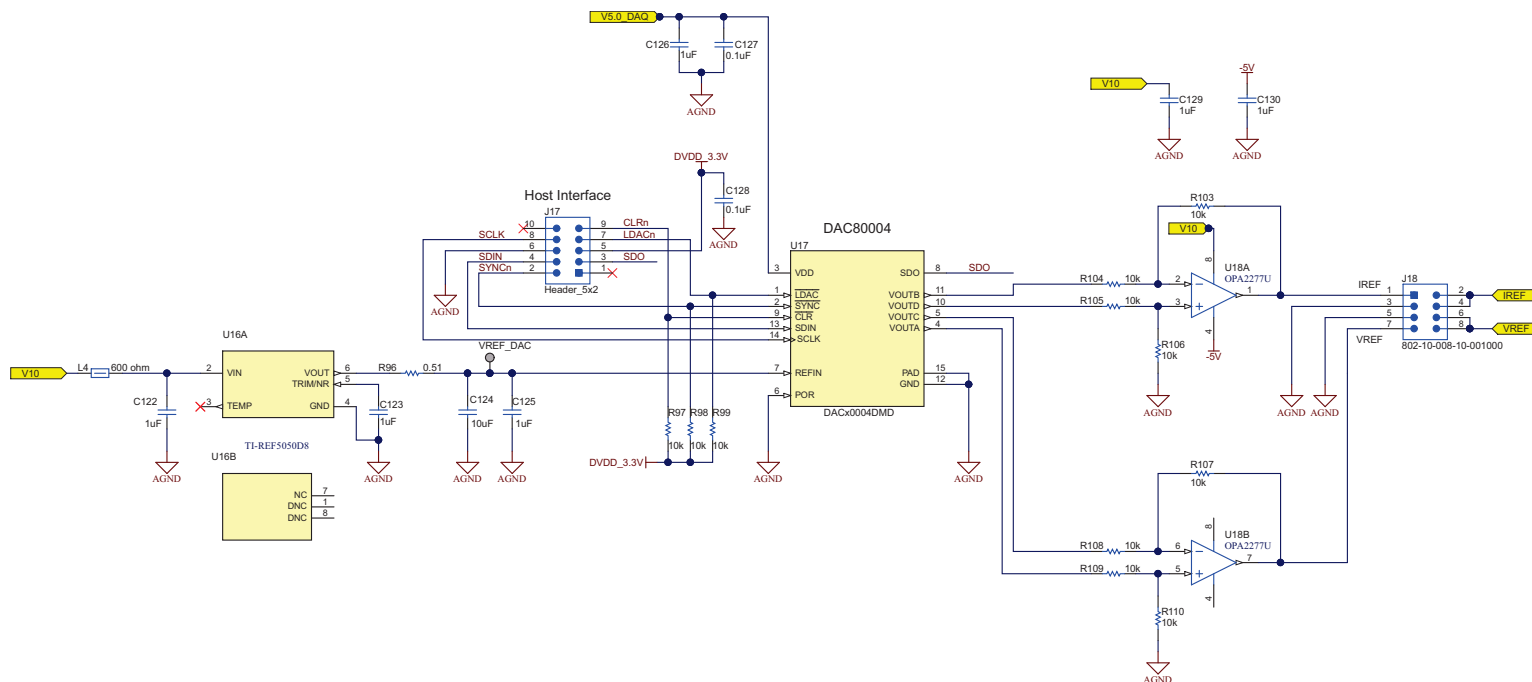 V5.0_DAQ
C126
1uF
C127
0.1uF
AGND
V10
C129
1uF
AGND
-5V
C130
1uF
AGND
DVDD_3.3V
C128
0.1uF
AGND
Host Interface
J17
10
8
6
4
2
9
7
5
3
1
SCLK
SDIN
SYNCn
CLRn
LDACn
SDO
Header_5x2
AGND
DAC80004
U17
3 VDD
1 LDAC
2 SYNC
9 CLR
13 SDIN
14 SCLK
7 REFIN
6 POR
SDO 8 SDO
VOUTB 11
VOUTD 10
VOUTC 5
VOUTA 4
PAD 15
GND 12
DACx0004DMD
AGND
AGND
R103
10k
V10
R104 10k
R105 10k
R106
10k
AGND
U18A
OPA2277U
8
2
3
1
4
-5V
IREF
VREF
J18
1
3
5
7
2
4
6
8
802-10-008-10-001000
IREF
VREF
AGND
AGND
V10
L4
600 ohm
C122
1uF
AGND
U16A
2 VIN
3 TEMP
VOUT 6
TRIM/NR 5
GND 4
TI-REF5050D8
C123
1uF
AGND
R96 0.51
VREF_DAC
C124
10uF
AGND
C125
1uF
AGND
R97
10k
R98
10k
R99
10k
DVDD_3.3V
U16B
NC 7
DNC 1
DNC 8
R107
10k
R108 10k
R109 10k
R110
10k
AGND
U18B
OPA2277U
8
6
5
7
4